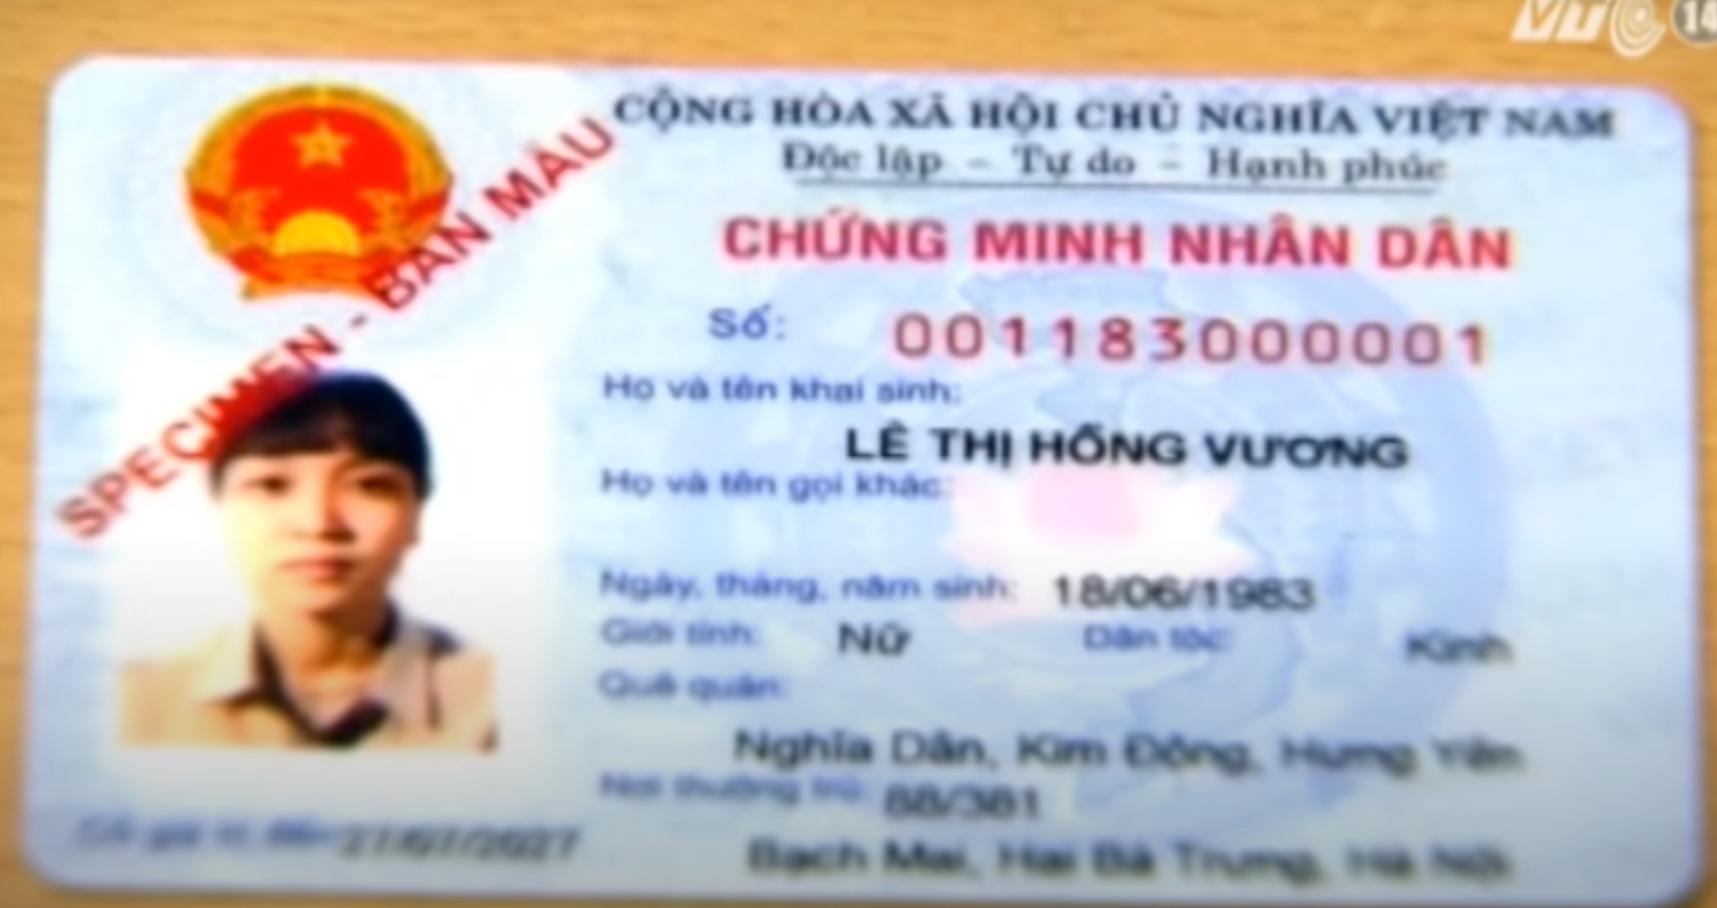 VTC 14
CỘNG HÒA XÃ HỘI CHỦ NGHĨA VIỆT NAM
Độc lập - Tự do - Hạnh phúc
CHỨNG MINH NHÂN DÂN
SPECIMEN - BẢN MẪU
Số: 001183000001
Họ và tên khai sinh:
LÊ THỊ HỒNG VƯƠNG
Họ và tên gọi khác:
Ngày, tháng, năm sinh: 18/06/1983
Giới tính: Nữ Dân tộc: Kinh
Quê quán:
Nghĩa Dân, Kim Động, Hưng Yên
Nơi thường trú: 88/381
Bạch Mai, Hai Bà Trưng, Hà Nội
Có giá trị đến